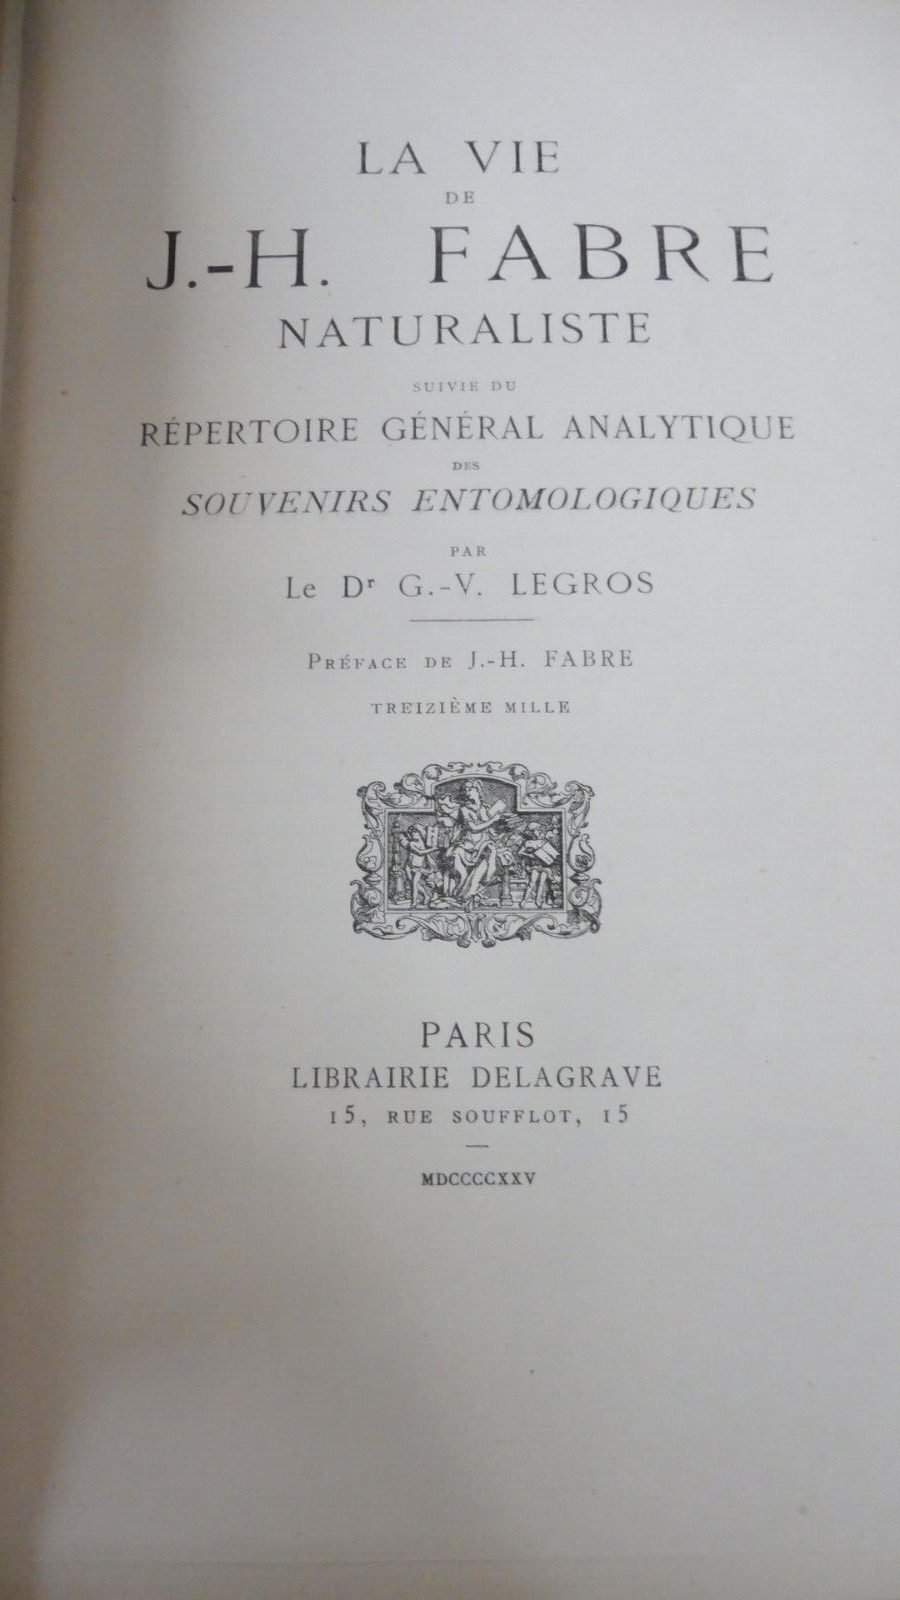 LA VIE
DE
J.-H. FABRE
NATURALISTE
SUIVIE DU
RÉPERTOIRE GÉNÉRAL ANALYTIQUE
DES
SOUVENIRS ENTOMOLOGIQUES
PAR
Le Dr G.-V. LEGROS
PRÉFACE DE J.-H. FABRE
TREIZIÈME MILLE
PARIS
LIBRAIRIE DELAGRAVE
15, RUE SOUFFLOT, 15
MDCCCCXXV